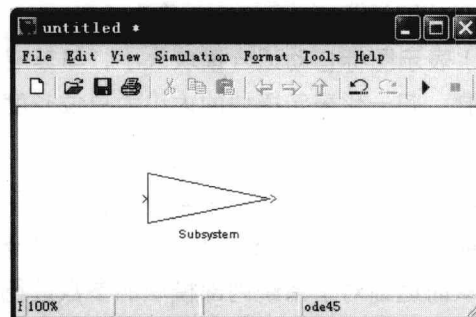 untitled *
File Edit View Simulation Format Tools Help
Subsystem
100% ode45